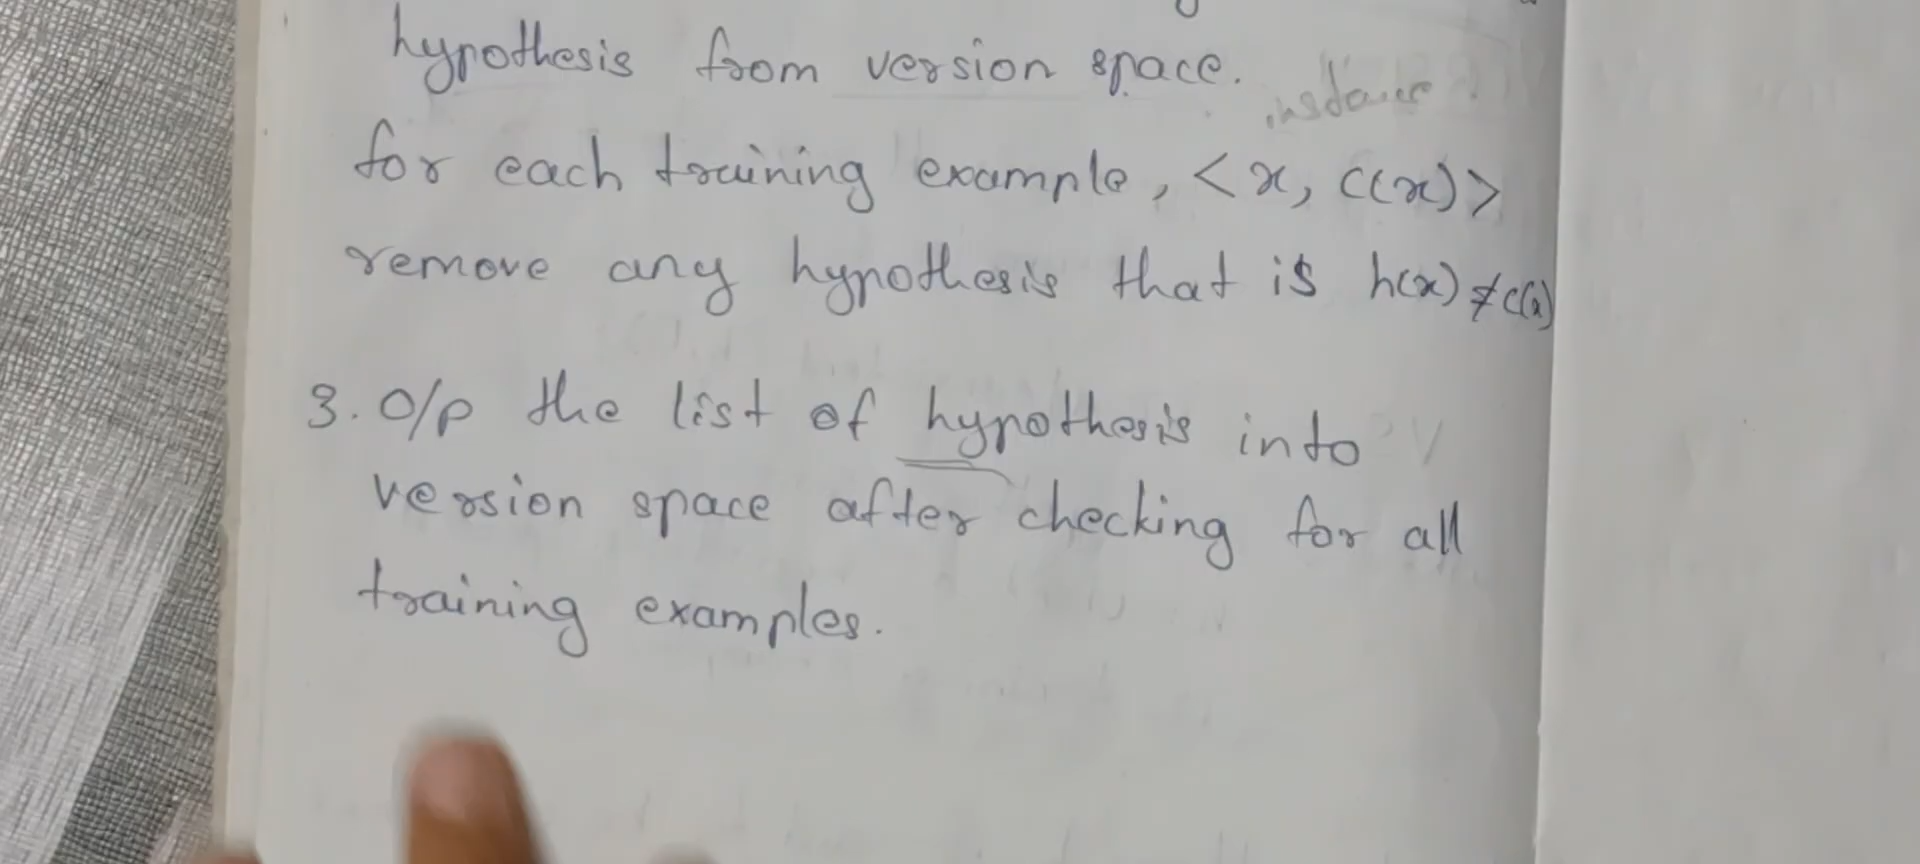 hypothesis from version space.
instance
for each training example, <x, c(x)>
remove any hypothesis that is h(x) ≠ c(x)
3. O/P the list of hypothesis into
version space after checking for all
training examples.